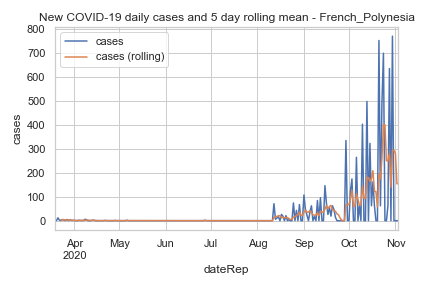 New COVID-19 daily cases and 5 day rolling mean - French_Polynesia
cases
cases (rolling)
800
700
600
500
400
300
200
100
0
cases
Apr
2020
May
Jun
Jul
Aug
Sep
Oct
Nov
dateRep